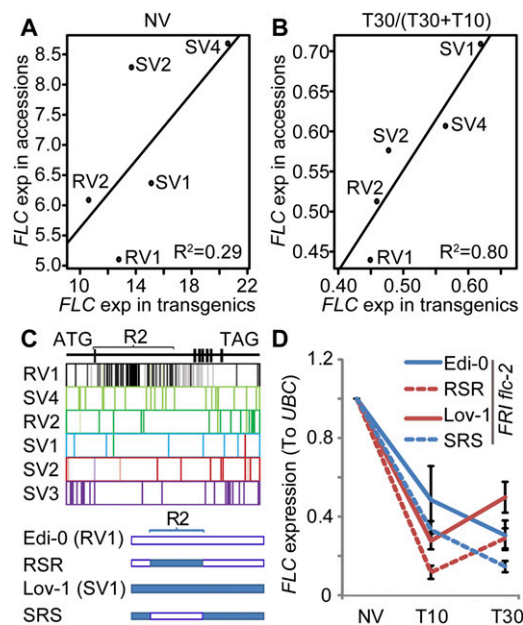 A
NV
FLC exp in accessions
8.5
8.0
7.5
7.0
6.5
6.0
5.5
5.0
SV4
SV2
SV1
RV2
RV1
R²=0.29
10 14 18 22
FLC exp in transgenics
B
T30/(T30+T10)
FLC exp in accessions
0.70
0.65
0.60
0.55
0.50
0.45
SV1
SV4
SV2
RV2
RV1
R²=0.80
0.40 0.50 0.60
FLC exp in transgenics
C
ATG R2 TAG
RV1
SV4
RV2
SV1
SV2
SV3
R2
Edi-0 (RV1)
RSR
Lov-1 (SV1)
SRS
D
FLC expression (To UBC)
1.2
0.8
0.4
0
Edi-0
RSR
Lov-1
SRS
FRI flc-2
NV T10 T30